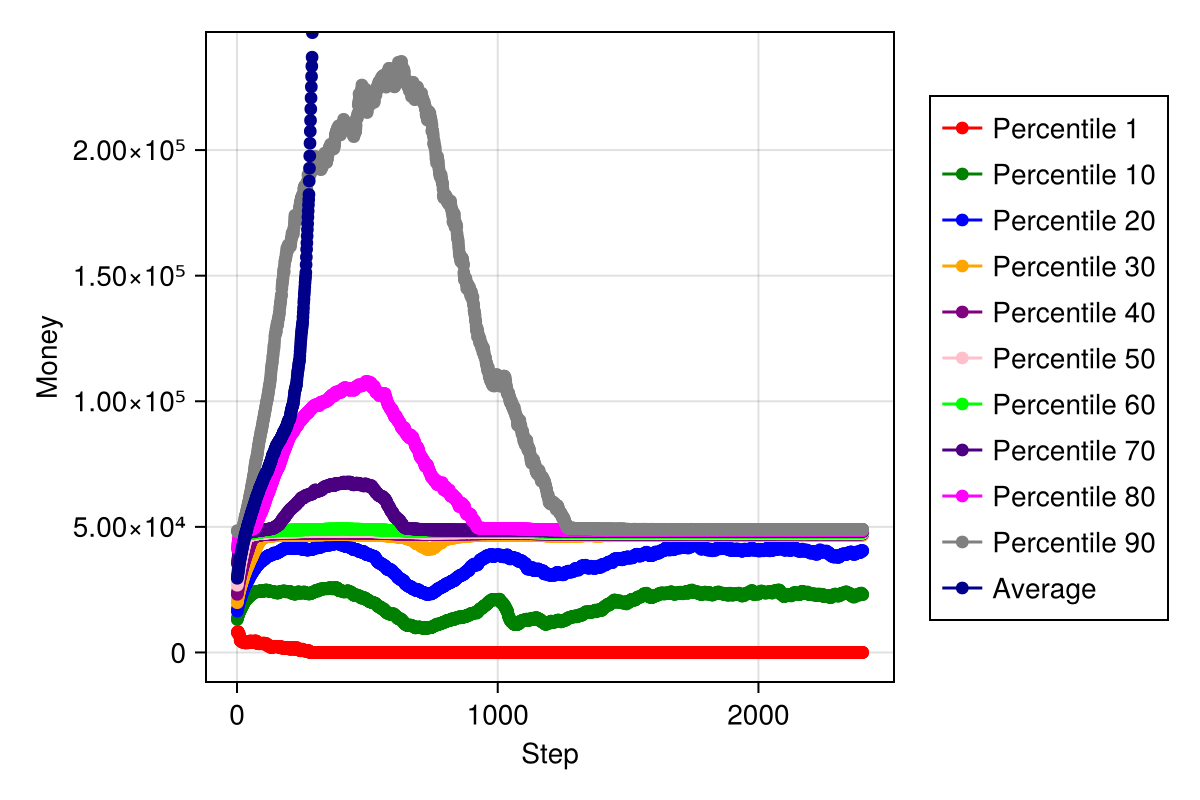 Money
2.00×10⁵
1.50×10⁵
1.00×10⁵
5.00×10⁴
0
0
1000
2000
Step
Percentile 1
Percentile 10
Percentile 20
Percentile 30
Percentile 40
Percentile 50
Percentile 60
Percentile 70
Percentile 80
Percentile 90
Average